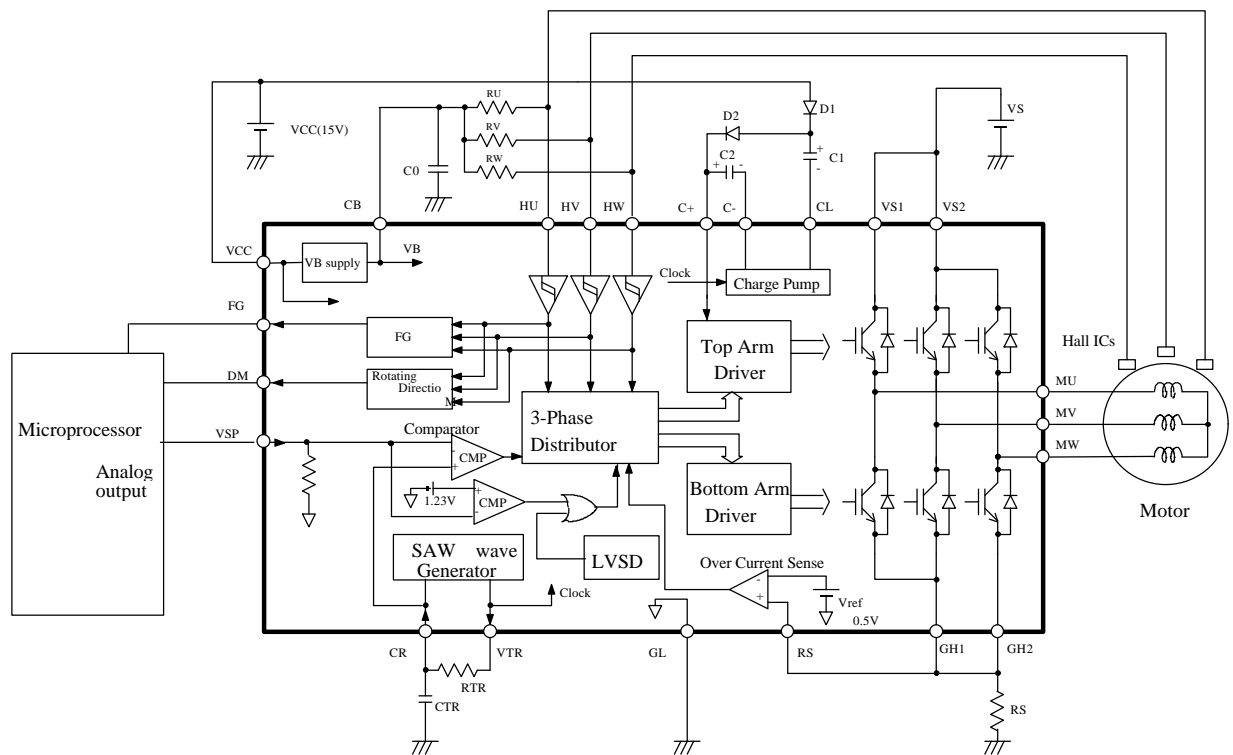 RU
D1
D2
VS
VCC(15V)
RV
+
C2
+
-
C1
-
RW
C0
CB
HU
HV
HW
C+
C-
CL
VS1
VS2
VCC
VB supply
VB
Clock
Charge Pump
FG
FG
Top Arm
Driver
Hall ICs
DM
Rotating
Directio
M
MU
3-Phase
Distributor
MV
Microprocessor
VSP
Comparator
MW
Analog
output
-
+
CMP
1.23V
+
-
CMP
Bottom Arm
Driver
Motor
SAW wave
Generator
LVSD
Over Current Sense
Clock
-
+
Vref
0.5V
CR
VTR
GL
RS
GH1
GH2
RTR
CTR
RS